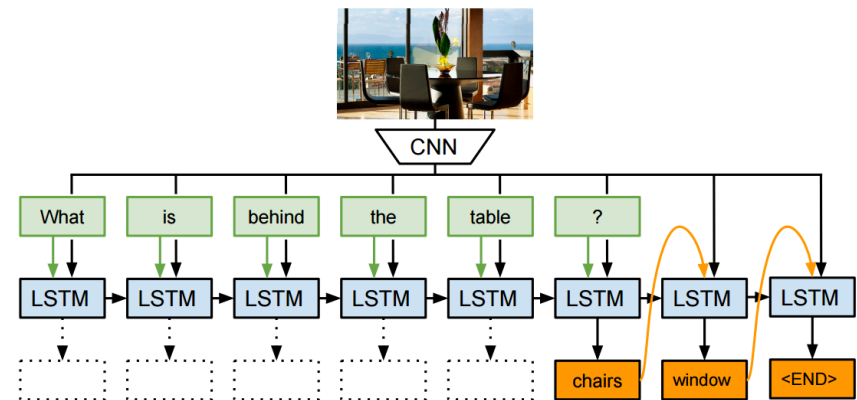 CNN
What is behind the table ?
LSTM LSTM LSTM LSTM LSTM LSTM LSTM LSTM
chairs window <END>